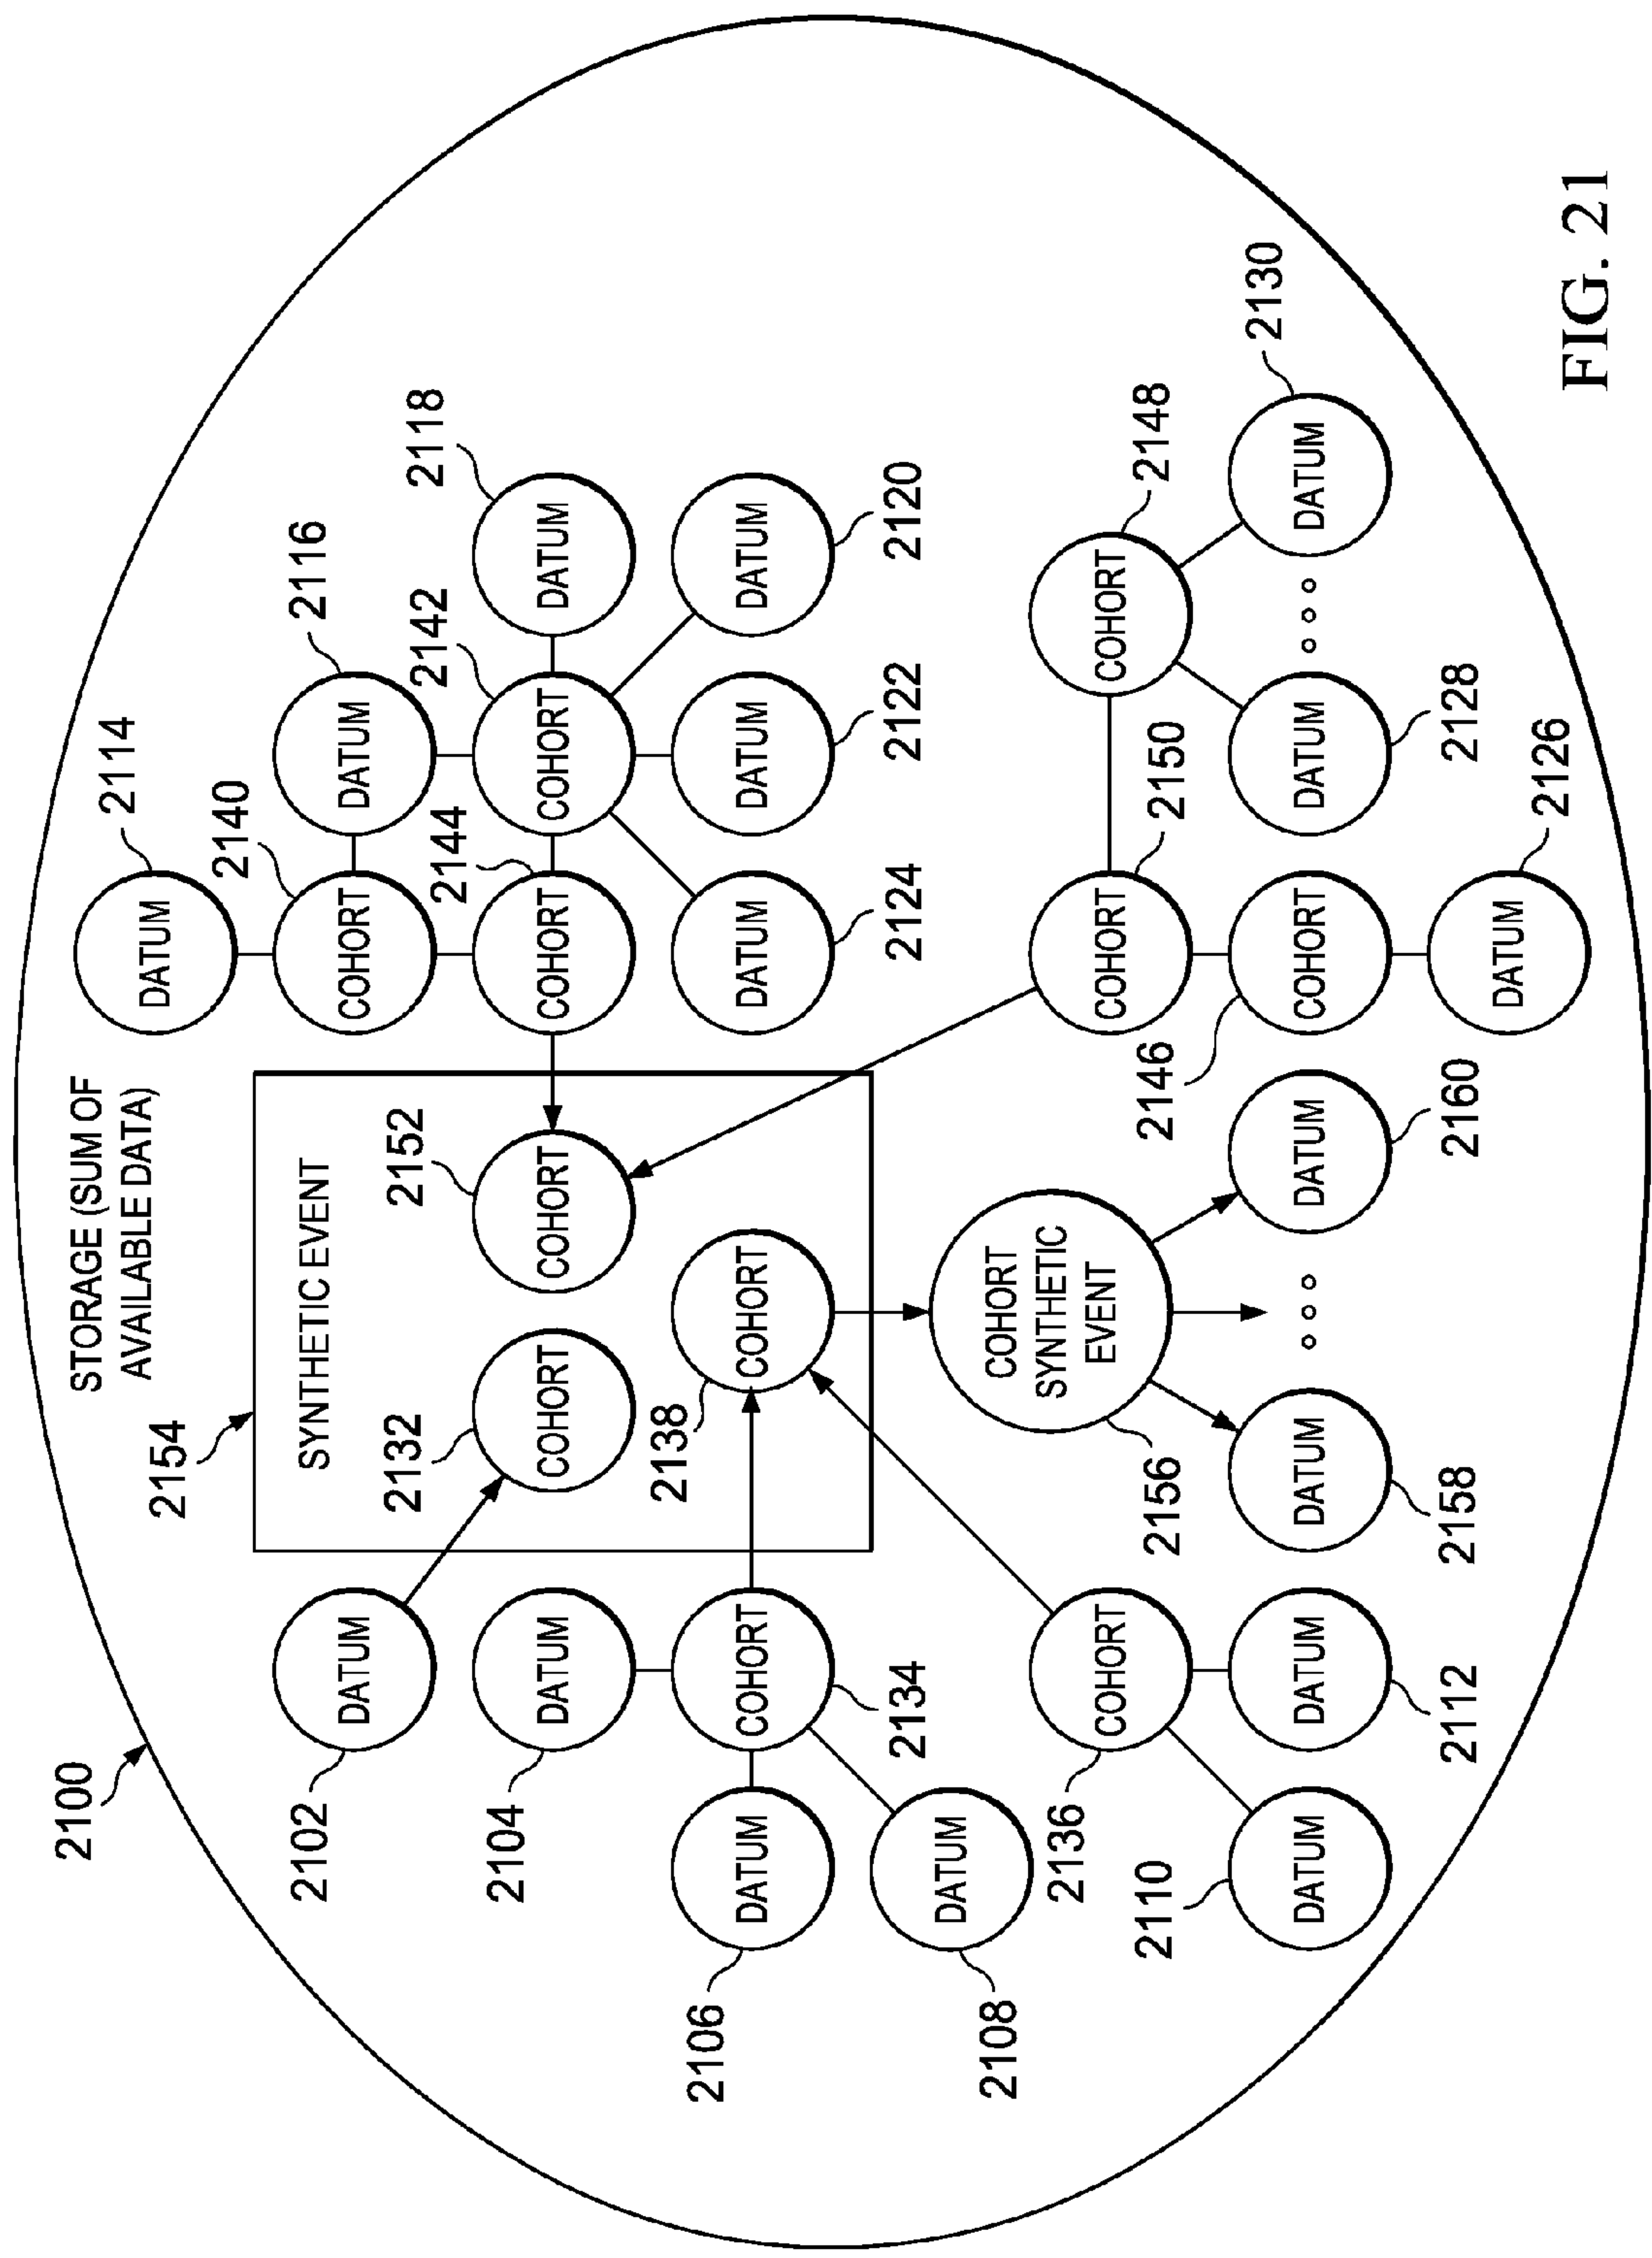 2100
STORAGE (SUM OF
AVAILABLE DATA)
2154
SYNTHETIC EVENT
2114
DATUM
2140
COHORT
2116
DATUM
2102
DATUM
2132
COHORT
2152
COHORT
2144
COHORT
2142
COHORT
2118
DATUM
2104
DATUM
2138
COHORT
2106
DATUM
COHORT
2134
DATUM
2124
DATUM
2122
DATUM
2120
2108
DATUM
2136
COHORT
2156
COHORT
SYNTHETIC
EVENT
2150
COHORT
2148
COHORT
2110
DATUM
DATUM
2112
DATUM
2158
DATUM
2160
2146
COHORT
DATUM
2128
DATUM
2130
DATUM
2126
FIG. 21